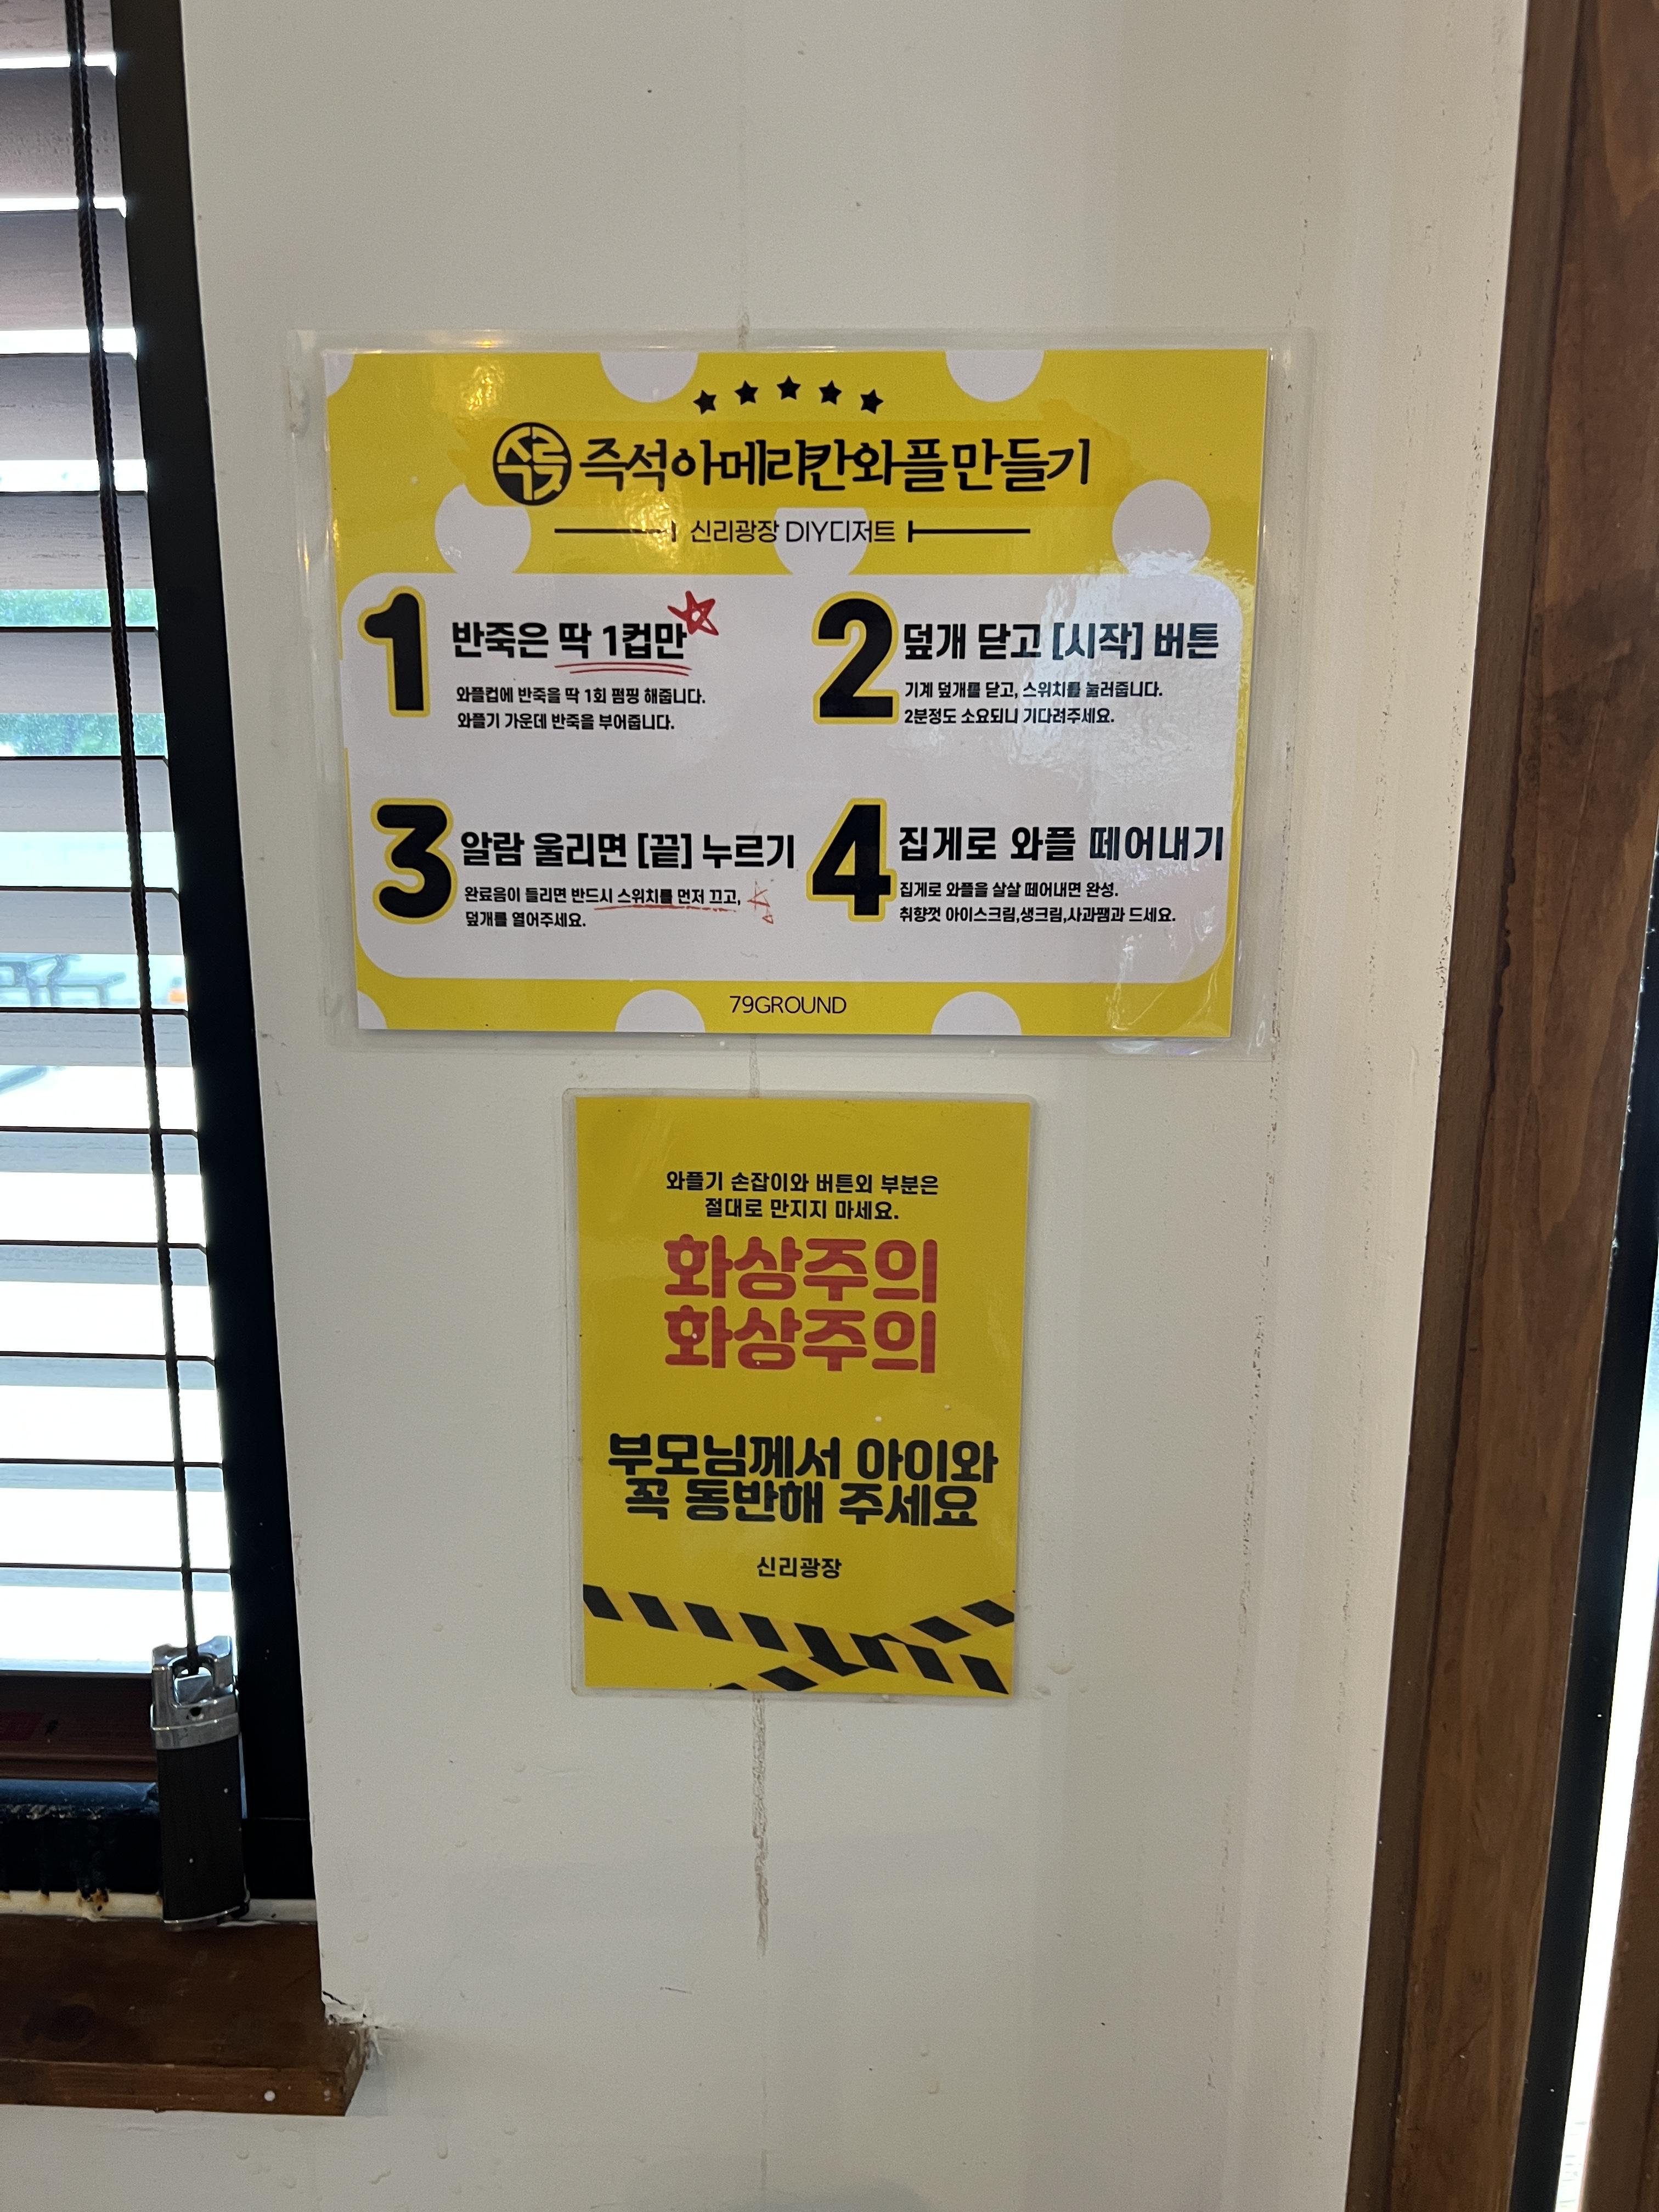 즉석아메리칸와플만들기
신리광장 DIY디저트
1 반죽은 딱 1컵만
와플컵에 반죽을 딱 1회 펌핑 해줍니다.
와플기 가운데 반죽을 부어줍니다.
2 덮개 닫고 [시작] 버튼
기계 덮개를 닫고, 스위치를 눌러줍니다.
2분정도 소요되니 기다려주세요.
3 알람 울리면 [끝] 누르기
완료음이 들리면 반드시 스위치를 먼저 끄고,
덮개를 열어주세요.
4 집게로 와플 떼어내기
집게로 와플을 살살 떼어내면 완성.
취향껏 아이스크림,생크림,사과쨈과 드세요.
79GROUND
와플기 손잡이와 버튼외 부분은
절대로 만지지 마세요.
화상주의
화상주의
부모님께서 아이와
꼭 동반해 주세요
신리광장